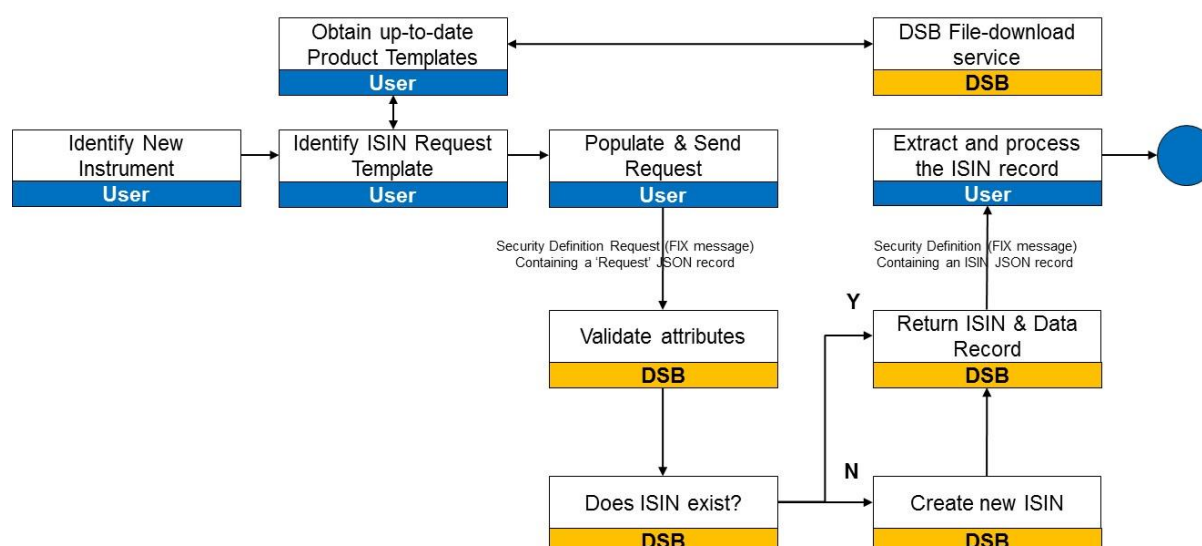 Obtain up-to-date
Product Templates
User
DSB File-download
service
DSB
Identify New
Instrument
User
Identify ISIN Request
Template
User
Populate & Send
Request
User
Extract and process
the ISIN record
User
Security Definition Request (FIX message)
Containing a ‘Request’ JSON record
Security Definition (FIX message)
Containing an ISIN JSON record
Validate attributes
DSB
Y
Return ISIN & Data
Record
DSB
Does ISIN exist?
DSB
N
Create new ISIN
DSB